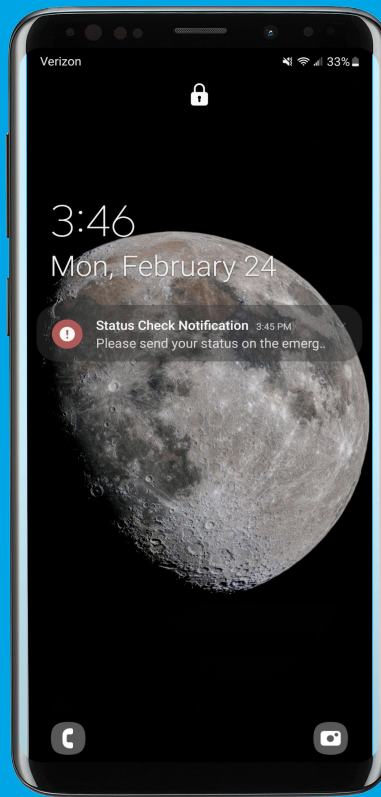 Verizon 33%
3:46
Mon, February 24
Status Check Notification 3:45 PM
Please send your status on the emerg..